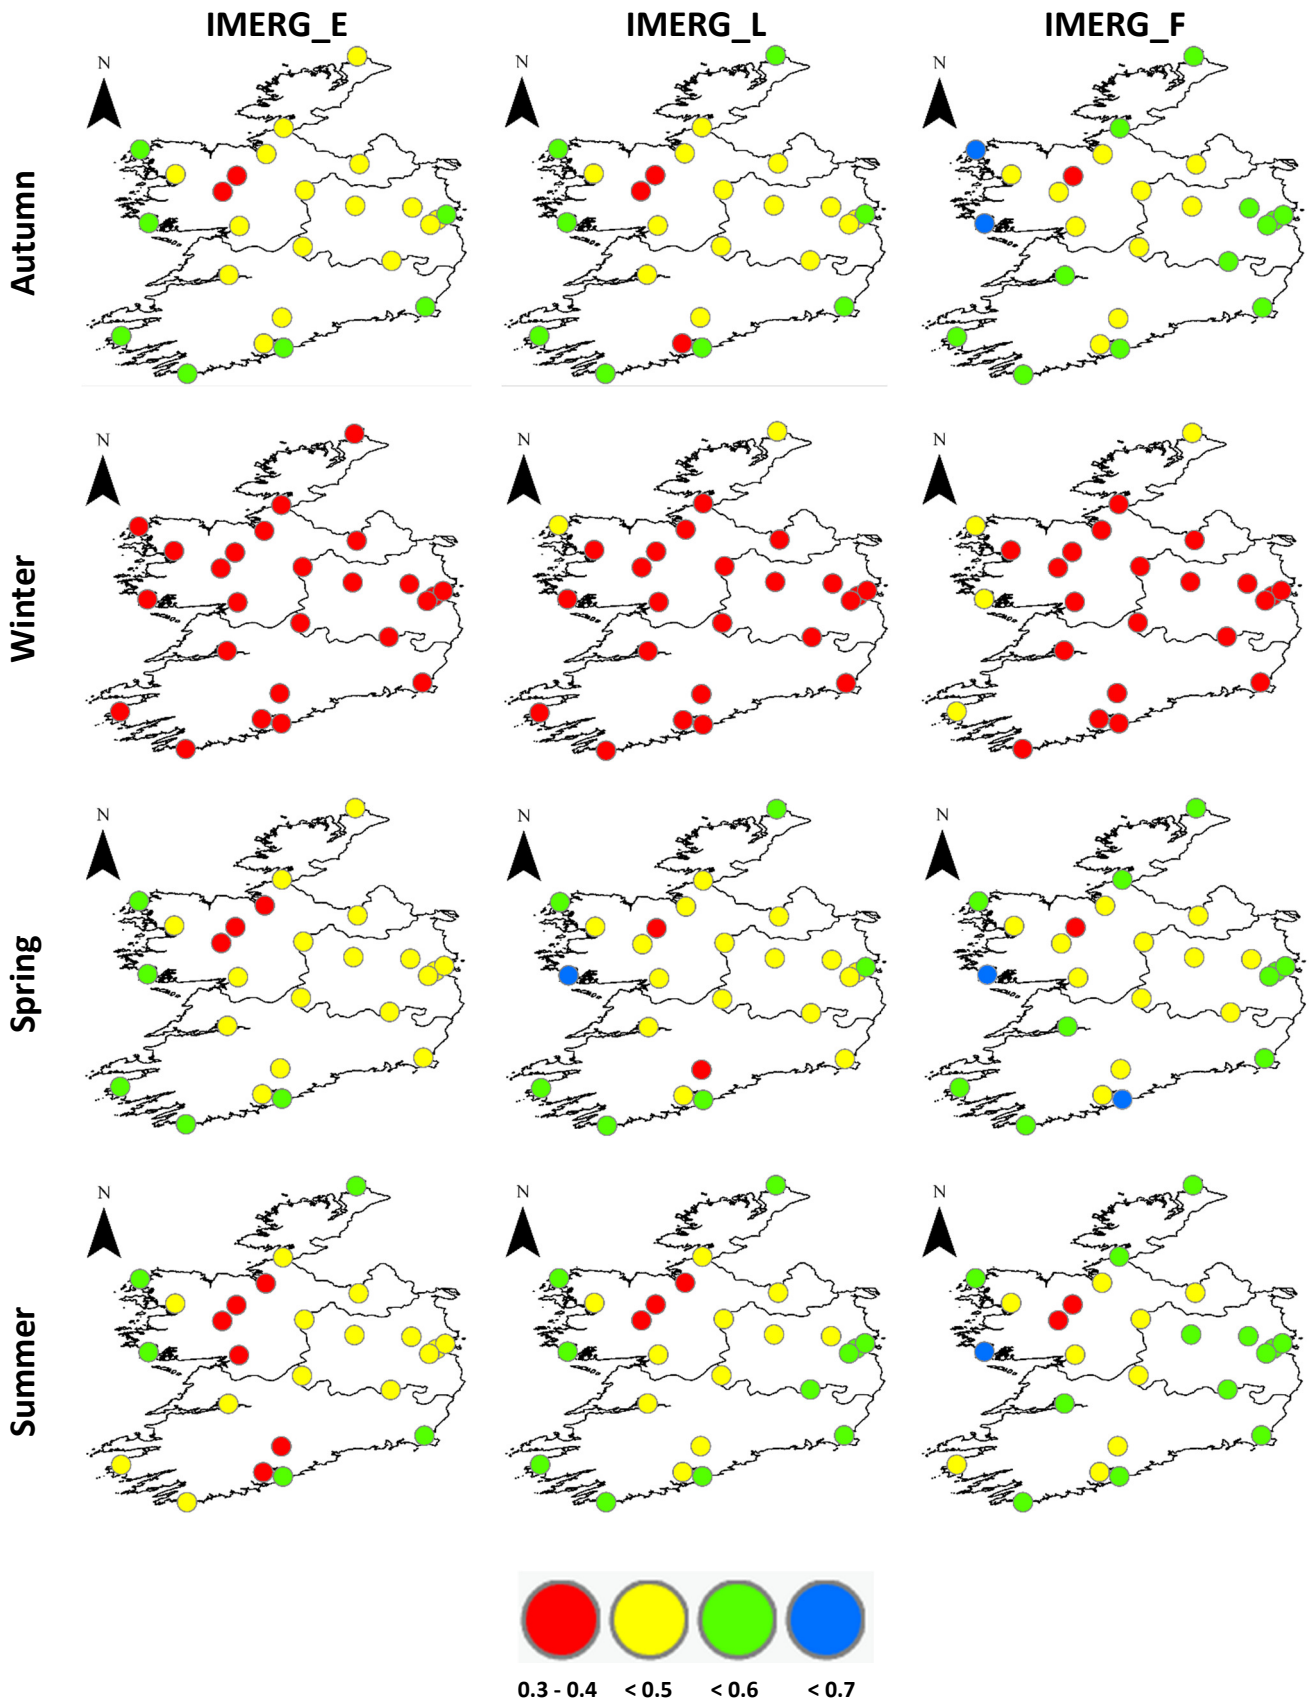 IMERG_E IMERG_L IMERG_F
Autumn
N N N
Winter
N N N
Spring
N N N
Summer
N N N
0.3 - 0.4 < 0.5 < 0.6 < 0.7